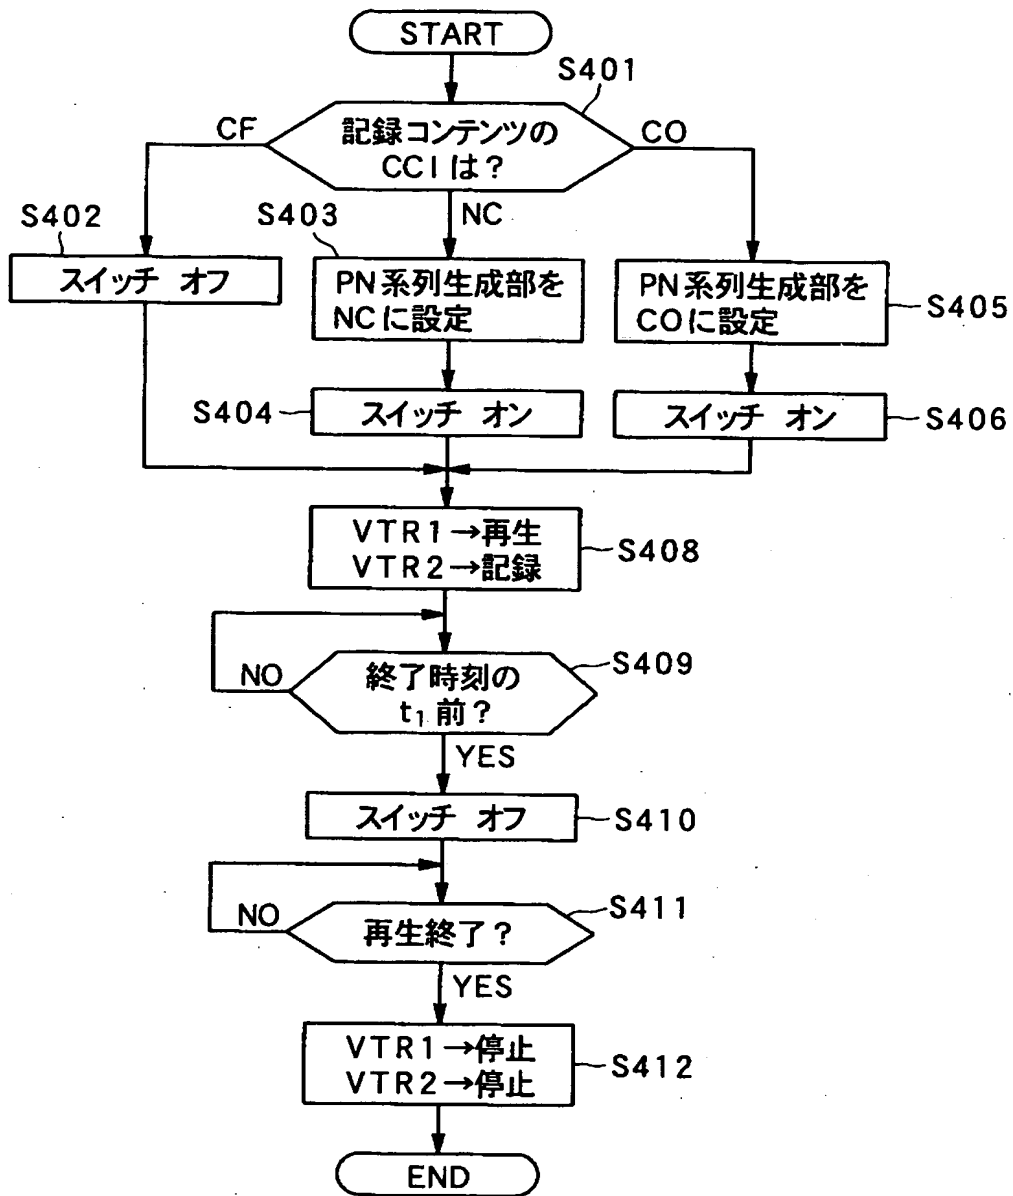 START
S401
記録コンテンツの
CCIは？
CF
CO
NC
S402
スイッチ オフ
S403
PN系列生成部を
NCに設定
PN系列生成部を
COに設定
S405
S404
スイッチ オン
スイッチ オン
S406
VTR1→再生
VTR2→記録
S408
S409
終了時刻の
t₁前？
NO
YES
スイッチ オフ
S410
S411
再生終了？
NO
YES
VTR1→停止
VTR2→停止
S412
END